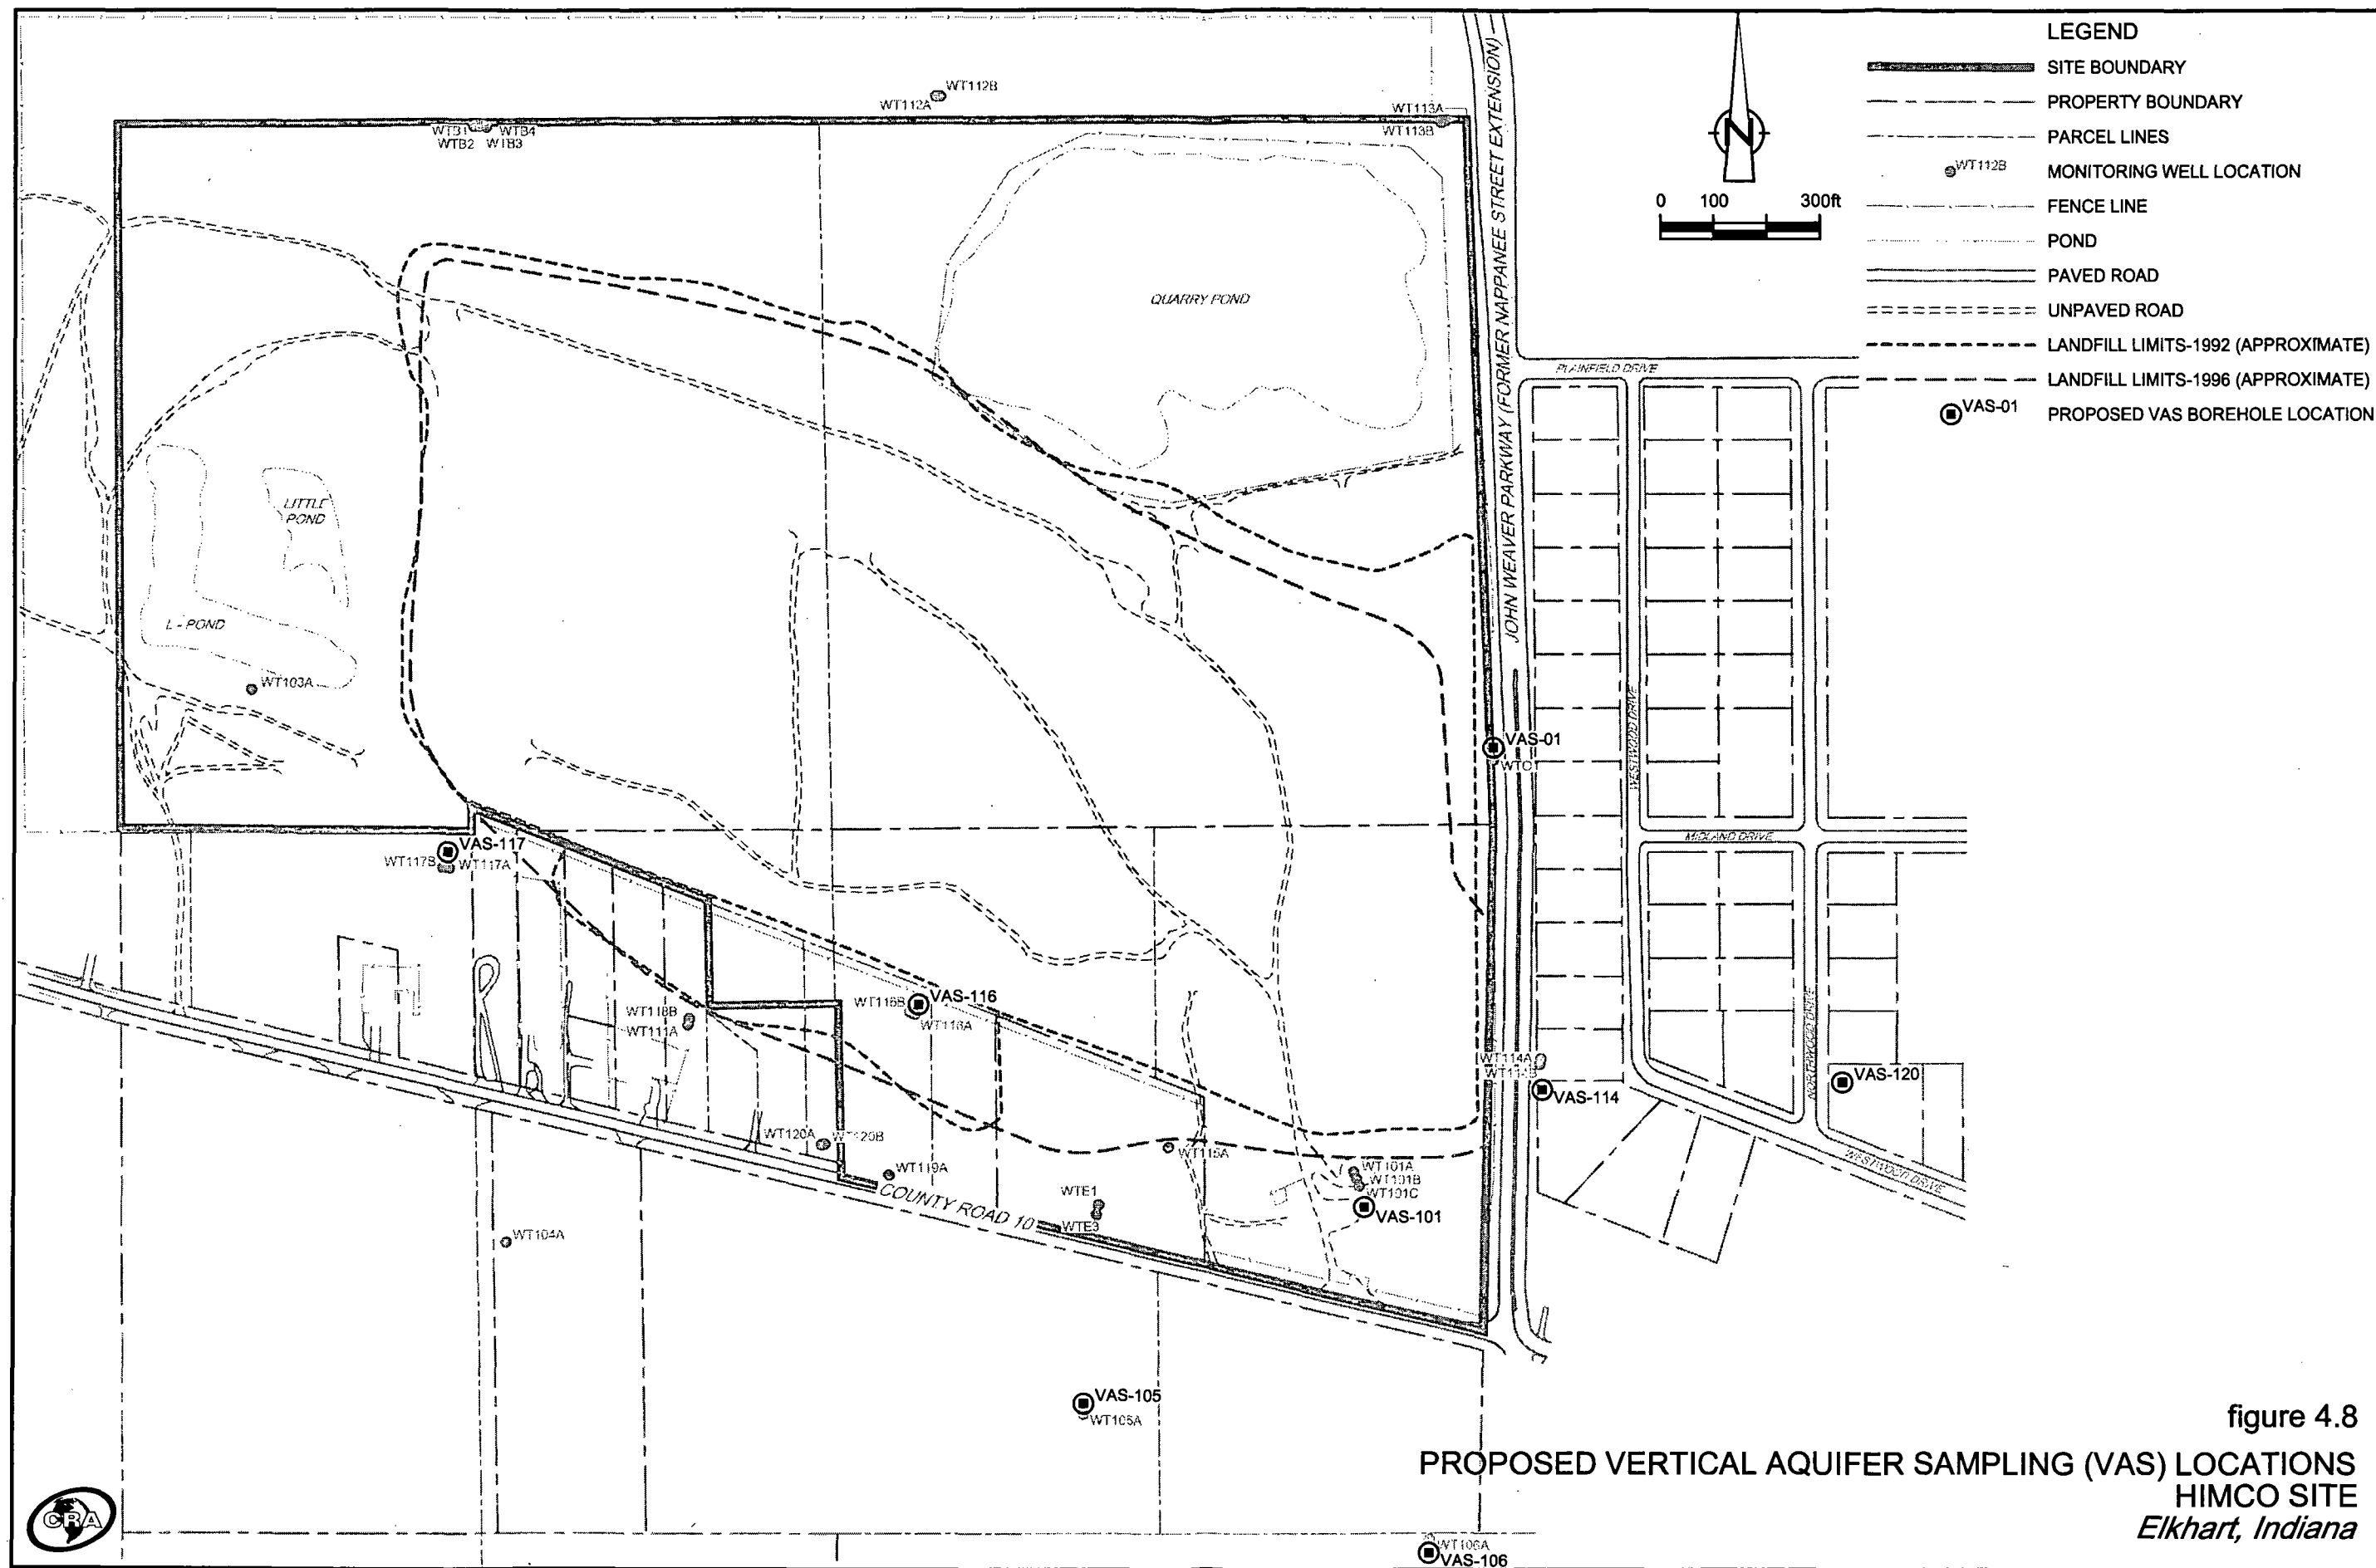 LEGEND
SITE BOUNDARY
PROPERTY BOUNDARY
PARCEL LINES
WT112B MONITORING WELL LOCATION
FENCE LINE
POND
PAVED ROAD
UNPAVED ROAD
LANDFILL LIMITS-1992 (APPROXIMATE)
LANDFILL LIMITS-1996 (APPROXIMATE)
VAS-01 PROPOSED VAS BOREHOLE LOCATION
N
0 100 300ft
WT112B
WT112A
WT113A
WT113B
WTB1 WTB4
WTB2 WTB3
JOHN WEAVER PARKWAY (FORMER NAPPANEE STREET EXTENSION)
QUARRY POND
PLAINFIELD DRIVE
LITTLE
POND
L - POND
WT103A
WESTWOOD DRIVE
VAS-01
MIDLAND DRIVE
VAS-117
WT117B WT117A
VAS-116
WT116B
WT116A
WT118B
WT111A
NORTHWOOD DRIVE
WT114A
WT114B
VAS-114
VAS-120
WT120A WT120B
WT119A
WT115A
WESTWOOD DRIVE
WT101A
WT101B
WT101C
VAS-101
COUNTY ROAD 10
WTE1
WTE3
WT104A
VAS-105
WT105A
WT106A
VAS-106
CRA
figure 4.8
PROPOSED VERTICAL AQUIFER SAMPLING (VAS) LOCATIONS
HIMCO SITE
Elkhart, Indiana